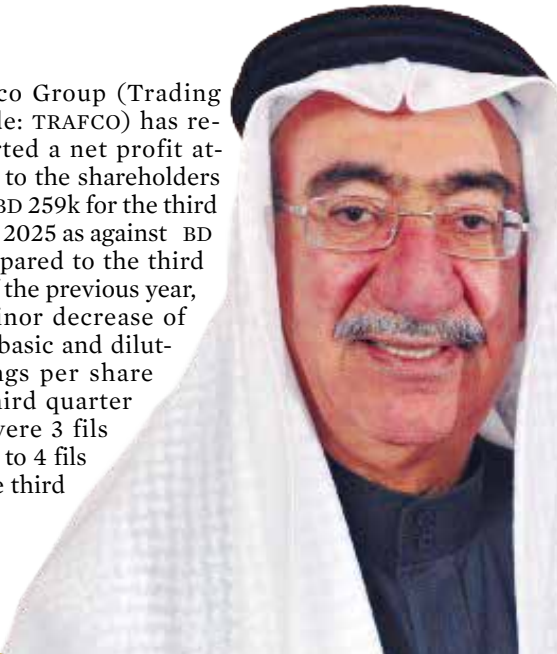 co Group (Trading
le: TRAFCO) has re-
rted a net profit at-
to the shareholders
BD 259k for the third
2025 as against BD
pared to the third
f the previous year,
inor decrease of
basic and dilut-
ngs per share
hird quarter
were 3 fils
to 4 fils
e third